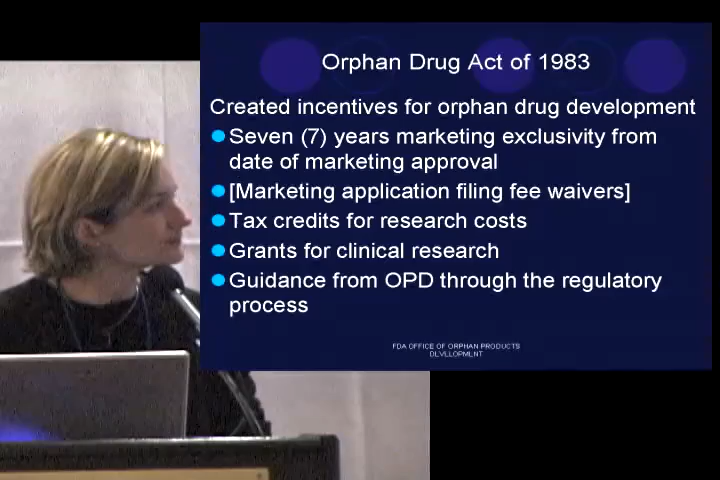 Orphan Drug Act of 1983
Created incentives for orphan drug development
Seven (7) years marketing exclusivity from
date of marketing approval
[Marketing application filing fee waivers]
Tax credits for research costs
Grants for clinical research
Guidance from OPD through the regulatory
process
FDA OFFICE OF ORPHAN PRODUCTS
DEVELOPMENT